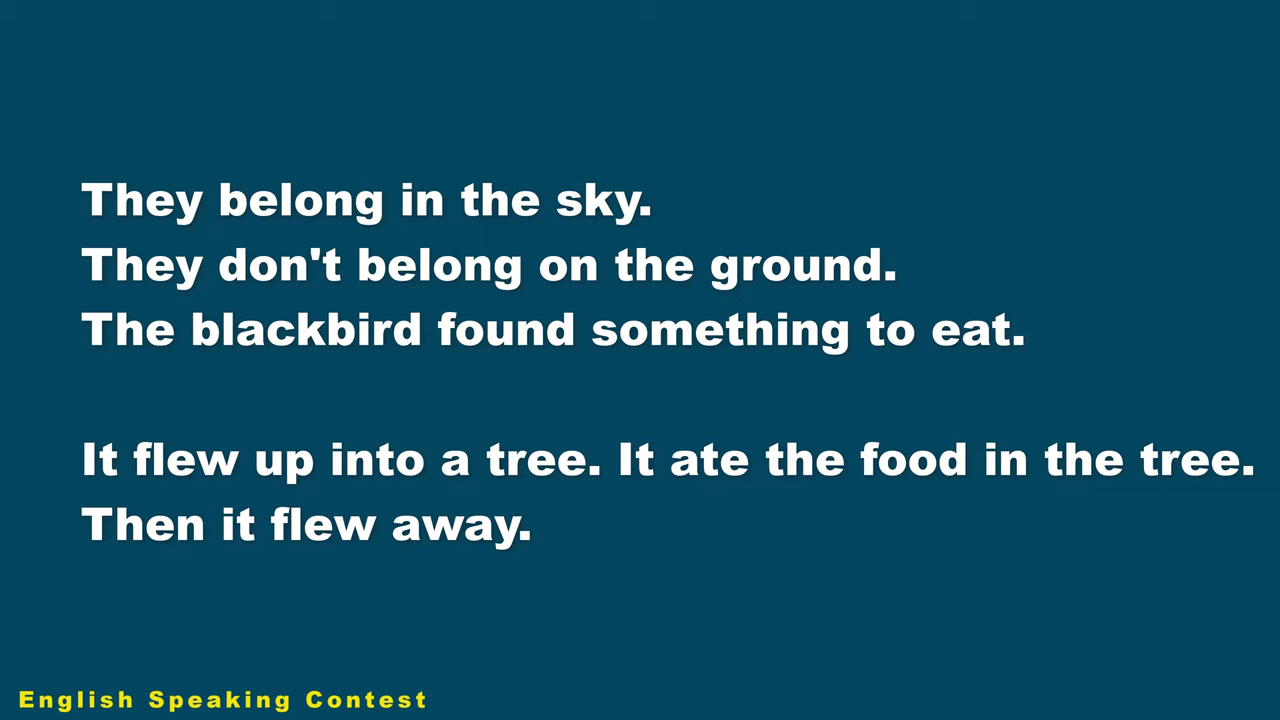 They belong in the sky.
They don't belong on the ground.
The blackbird found something to eat.
It flew up into a tree. It ate the food in the tree.
Then it flew away.
English Speaking Contest